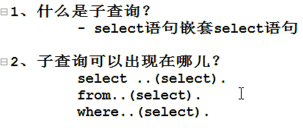 1、什么是子查询？
- select语句嵌套select语句
2、子查询可以出现在哪儿？
select ..(select).
from..(select).
where..(select).